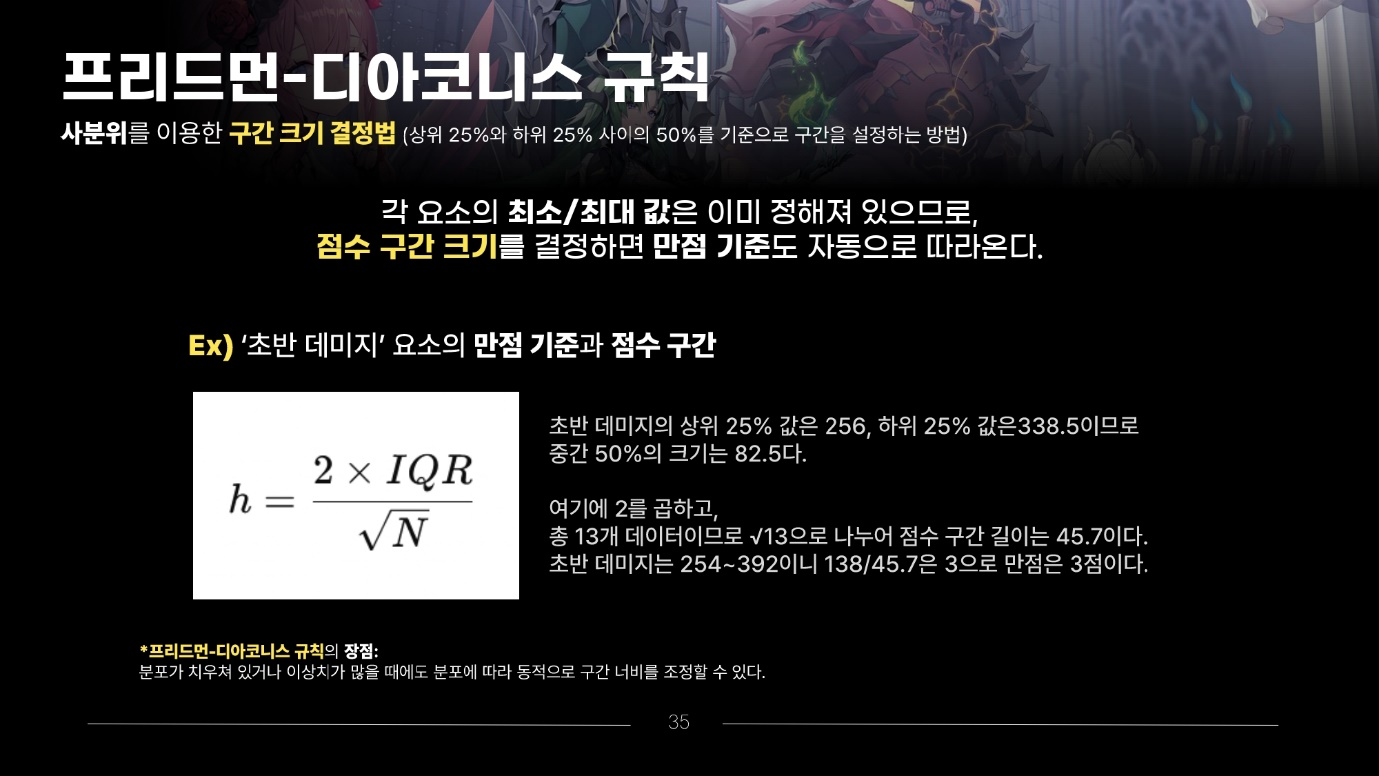 프리드먼-디아코니스 규칙
사분위를 이용한 구간 크기 결정법 (상위 25%와 하위 25% 사이의 50%를 기준으로 구간을 설정하는 방법)
각 요소의 최소/최대 값은 이미 정해져 있으므로,
점수 구간 크기를 결정하면 만점 기준도 자동으로 따라온다.
Ex) ‘초반 데미지’ 요소의 만점 기준과 점수 구간
h = 2 × IQR / √N
초반 데미지의 상위 25% 값은 256, 하위 25% 값은338.5이므로
중간 50%의 크기는 82.5다.
여기에 2를 곱하고,
총 13개 데이터이므로 √13으로 나누어 점수 구간 길이는 45.7이다.
초반 데미지는 254~392이니 138/45.7은 3으로 만점은 3점이다.
*프리드먼-디아코니스 규칙의 장점:
분포가 치우쳐 있거나 이상치가 많을 때에도 분포에 따라 동적으로 구간 너비를 조정할 수 있다.
35